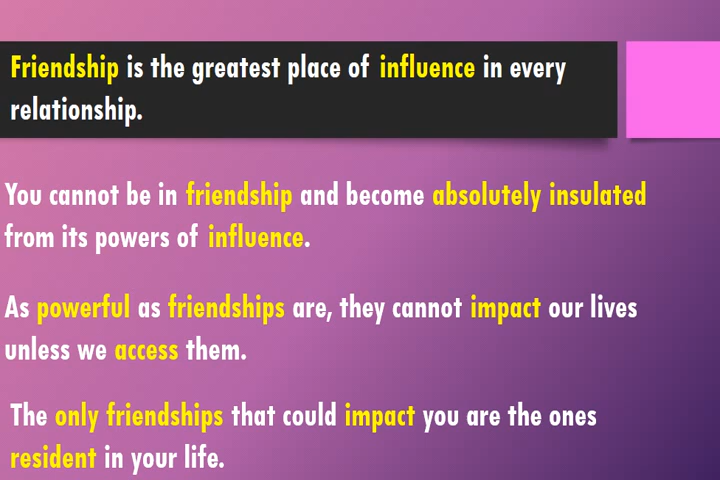 Friendship is the greatest place of influence in every
relationship.
You cannot be in friendship and become absolutely insulated
from its powers of influence.
As powerful as friendships are, they cannot impact our lives
unless we access them.
The only friendships that could impact you are the ones
resident in your life.